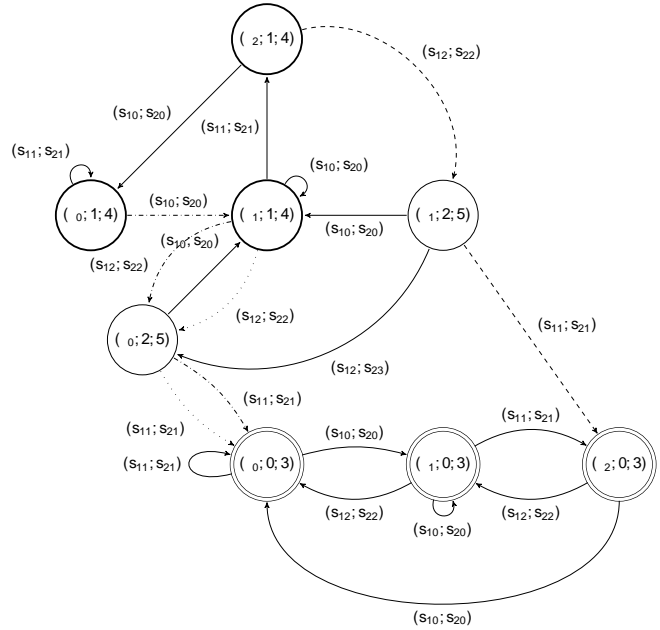 ( 2; 1; 4)
(s12; s22)
(s10; s20)
(s11; s21)
(s11; s21)
(s10; s20)
(s10; s20)
( 0; 1; 4)
( 1; 1; 4)
( 1; 2; 5)
(s10; s20)
(s10; s20)
(s12; s22)
(s12; s22)
(s11; s21)
( 0; 2; 5)
(s12; s23)
(s11; s21)
(s11; s21)
(s10; s20)
(s11; s21)
(s11; s21)
( 0; 0; 3)
( 1; 0; 3)
( 2; 0; 3)
(s12; s22)
(s12; s22)
(s10; s20)
(s10; s20)